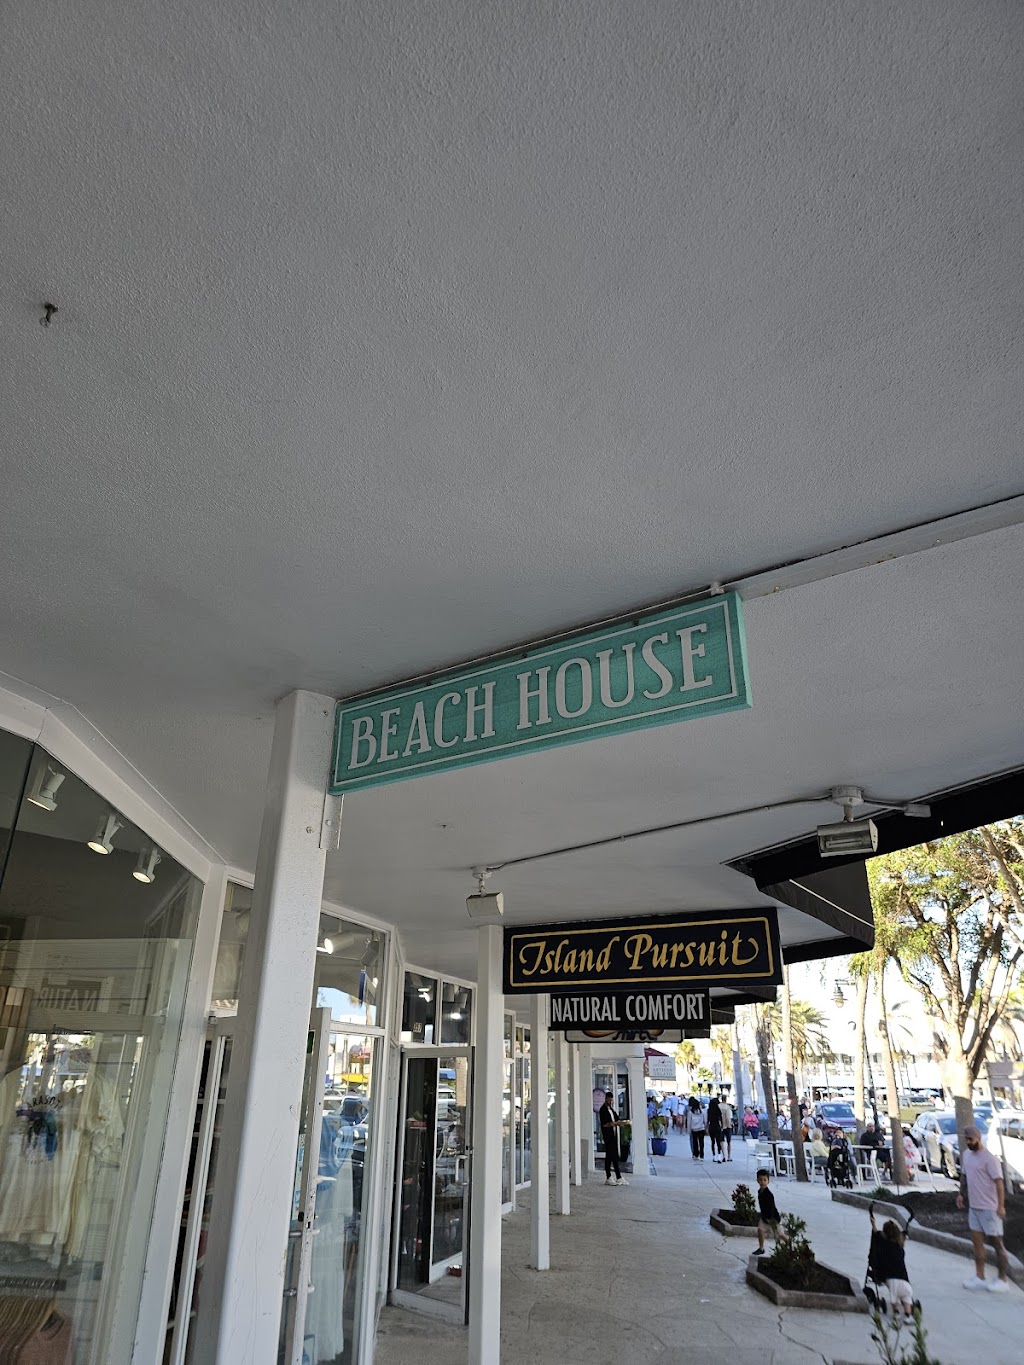 BEACH HOUSE
Island Pursuit
NATURAL COMFORT